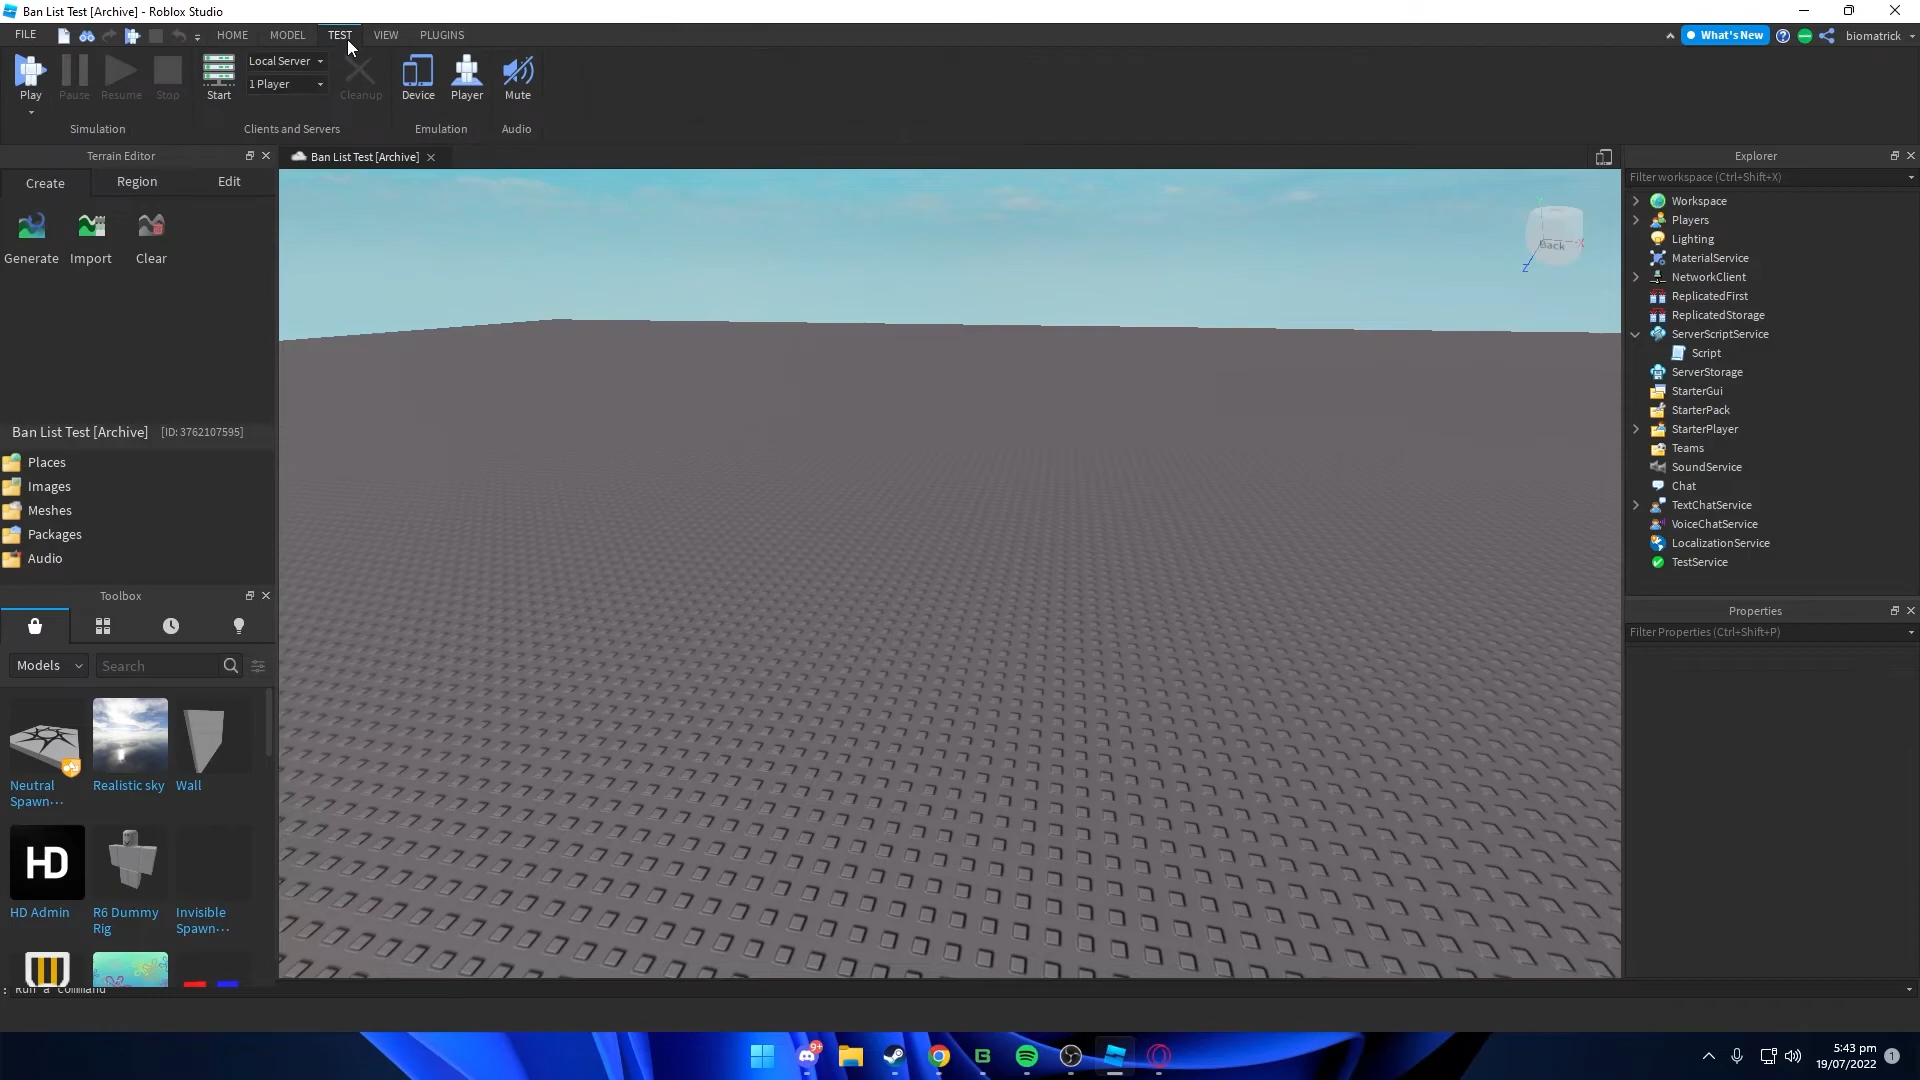 Ban List Test [Archive] - Roblox Studio
FILE HOME MODEL TEST VIEW PLUGINS What's New biomatrick
Play Pause Resume Stop Start Local Server 1 Player Cleanup Device Player Mute
Simulation Clients and Servers Emulation Audio
Terrain Editor
Create Region Edit
Generate Import Clear
Ban List Test [Archive] [ID: 3762107595]
Places
Images
Meshes
Packages
Audio
Toolbox
Models Search
Neutral Spawn... Realistic sky Wall
HD
HD Admin R6 Dummy Rig Invisible Spawn...
Ban List Test [Archive]
Back
X
Z
Explorer
Filter workspace (Ctrl+Shift+X)
Workspace
Players
Lighting
MaterialService
NetworkClient
ReplicatedFirst
ReplicatedStorage
ServerScriptService
Script
ServerStorage
StarterGui
StarterPack
StarterPlayer
Teams
SoundService
Chat
TextChatService
VoiceChatService
LocalizationService
TestService
Properties
Filter Properties (Ctrl+Shift+P)
Run a command
9+
5:43 pm
19/07/2022
1